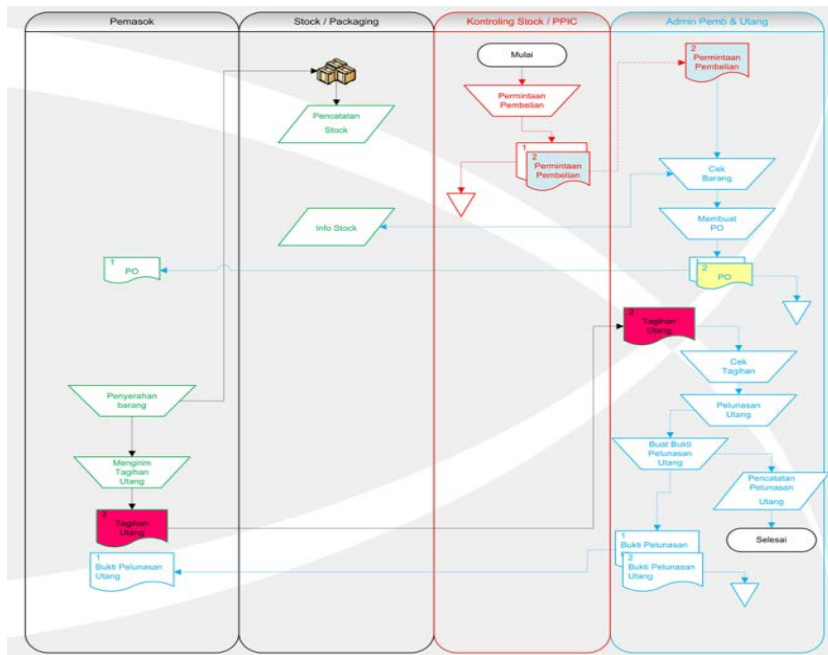 Pemasok
Stock / Packaging
Kontroling Stock / PPIC
Admin Pemb & Utang
Mulai
2
Permintaan
Pembelian
Permintaan
Pembelian
Pencatatan
Stock
1
2
Permintaan
Pembelian
Cek
Barang
Membuat
PO
Info Stock
1
PO
2
PO
2
Tagihan
Utang
Cek
Tagihan
Penyerahan
barang
Pelunasan
Utang
Buat Bukti
Pelunasan
Utang
Mengirim
Tagihan
Utang
Pencatatan
Pelunasan
Utang
2
Tagihan
Utang
Selesai
1
Bukti Pelunasan
Utang
1
Bukti Pelunasan
2
Bukti Pelunasan
Utang